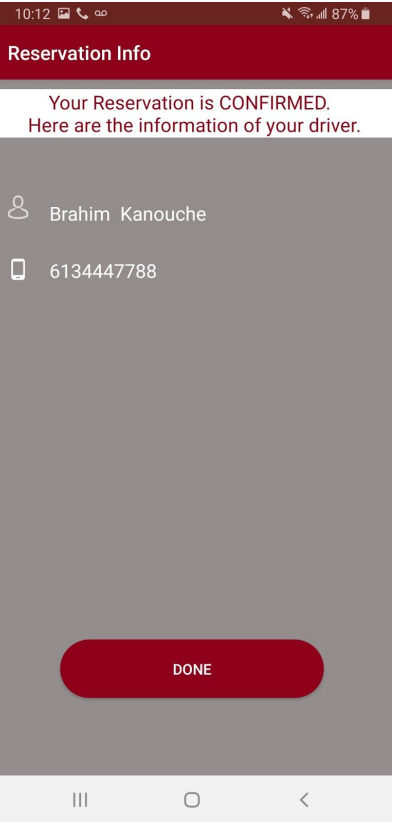 10:12 87%
Reservation Info
Your Reservation is CONFIRMED.
Here are the information of your driver.
Brahim Kanouche
6134447788
DONE